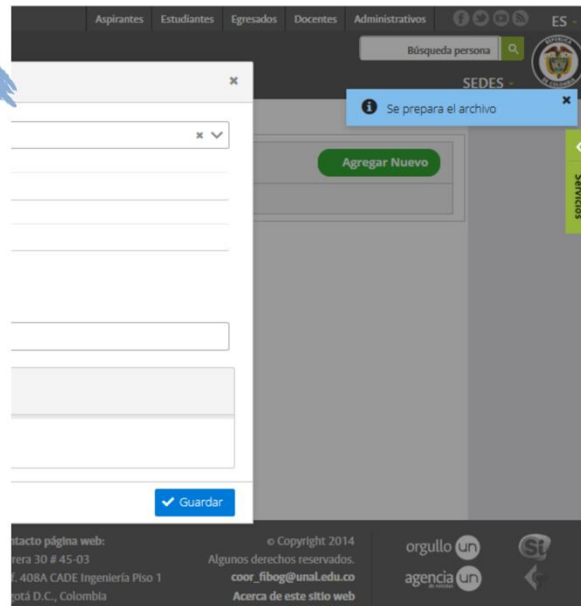 Aspirantes Estudiantes Egresados Docentes Administrativos ES
Búsqueda persona
SEDES
Se prepara el archivo
Agregar Nuevo
Servicios
Guardar
ntacto página web:
rera 30 # 45-03
f. 408A CADE Ingeniería Piso 1
gotá D.C., Colombia
© Copyright 2014
Algunos derechos reservados.
coor_fibog@unal.edu.co
Acerca de este sitio web
orgullo un
agencia un